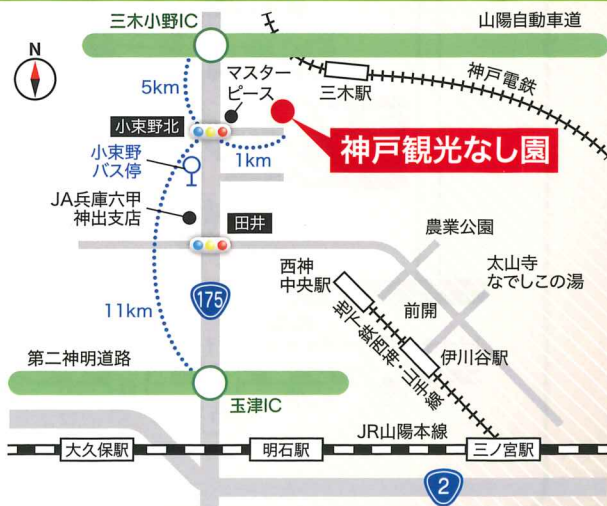 三木小野IC
山陽自動車道
N
5km
マスター
ピース
三木駅
神戸電鉄
小束野北
小束野
バス停
1km
神戸観光なし園
JA兵庫六甲
神出支店
田井
農業公園
西神
中央駅
太山寺
なでしこの湯
175
11km
前開
地下鉄西神・山手線
伊川谷駅
第二神明道路
玉津IC
JR山陽本線
大久保駅
明石駅
三ノ宮駅
2